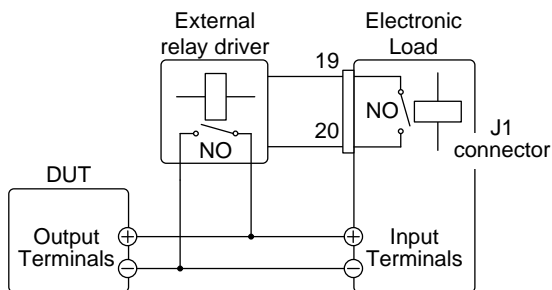 External
relay driver
Electronic
Load
19
NO
20
NO
J1
connector
DUT
Output
Terminals
+
−
+
−
Input
Terminals